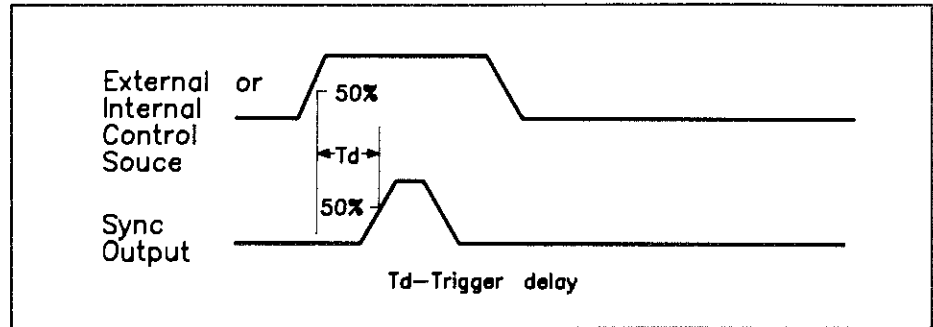 External or
Internal
Control
Souce
50%
Td
50%
Sync
Output
Td-Trigger delay